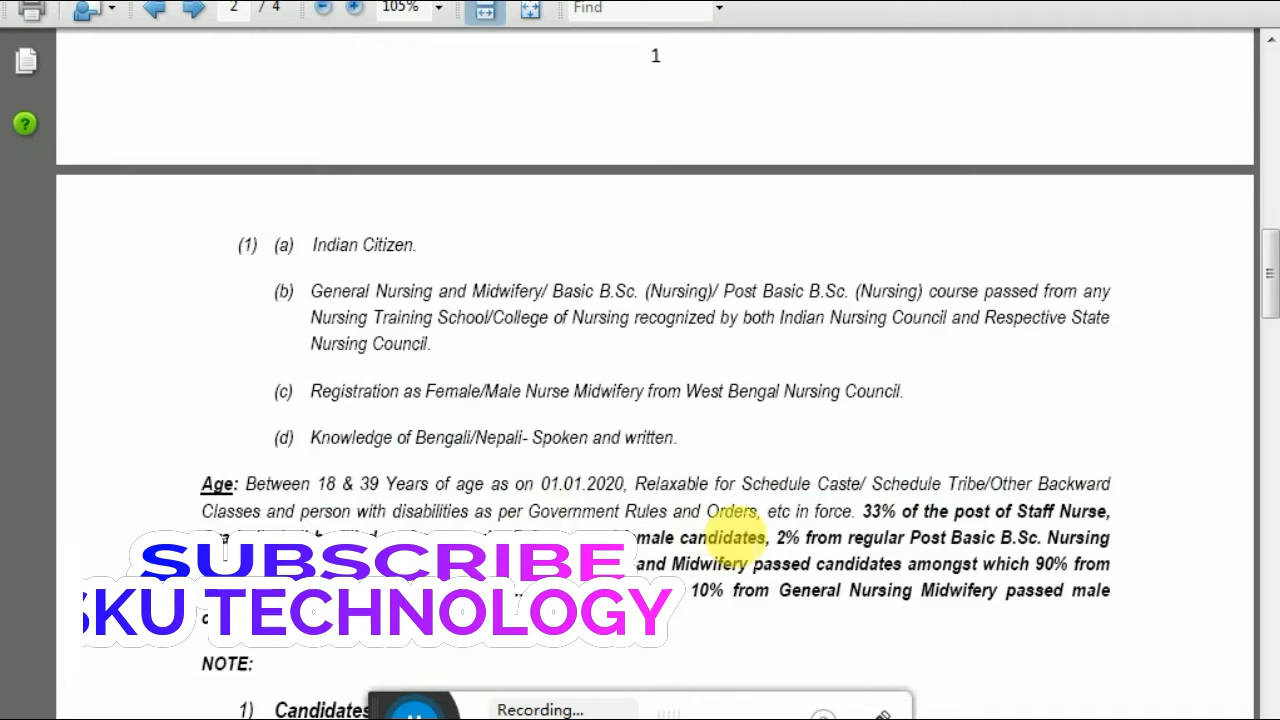 2 / 4 105% Find
1
(1) (a) Indian Citizen.
(b) General Nursing and Midwifery/ Basic B.Sc. (Nursing)/ Post Basic B.Sc. (Nursing) course passed from any
Nursing Training School/College of Nursing recognized by both Indian Nursing Council and Respective State
Nursing Council.
(c) Registration as Female/Male Nurse Midwifery from West Bengal Nursing Council.
(d) Knowledge of Bengali/Nepali- Spoken and written.
Age: Between 18 & 39 Years of age as on 01.01.2020, Relaxable for Schedule Caste/ Schedule Tribe/Other Backward
Classes and person with disabilities as per Government Rules and Orders, etc in force. 33% of the post of Staff Nurse,
male candidates, 2% from regular Post Basic B.Sc. Nursing
and Midwifery passed candidates amongst which 90% from
10% from General Nursing Midwifery passed male
SUBSCRIBE
SKU TECHNOLOGY
NOTE:
1) Candidates
Recording...